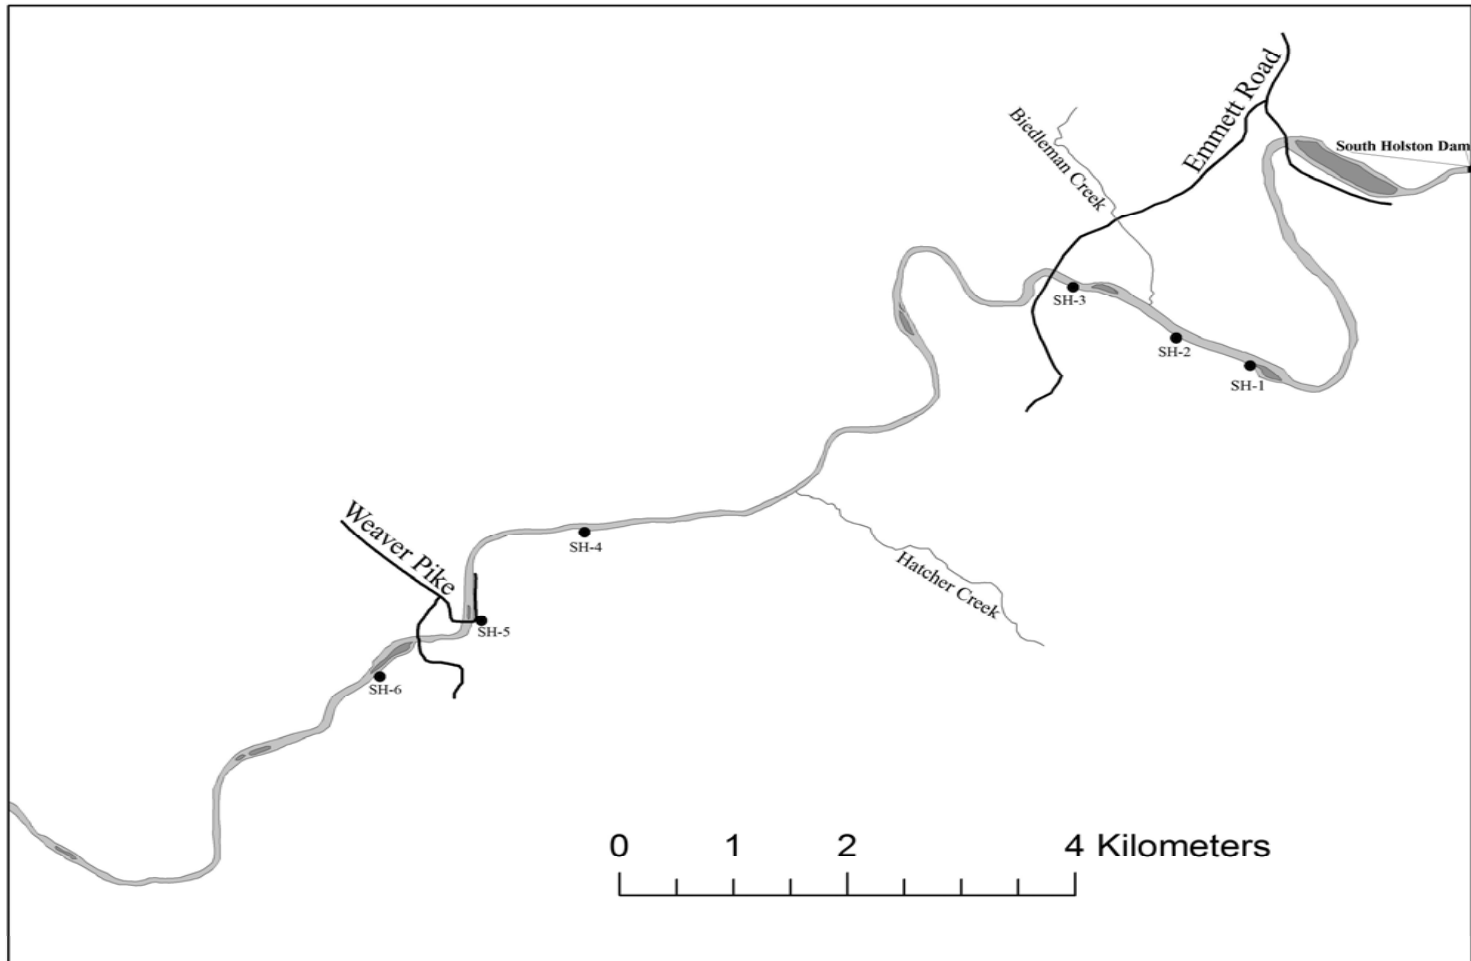 Emmett Road
Biedleman Creek
South Holston Dam
SH-3
SH-2
SH-1
SH-4
Hatcher Creek
Weaver Pike
SH-5
SH-6
0 1 2 4 Kilometers